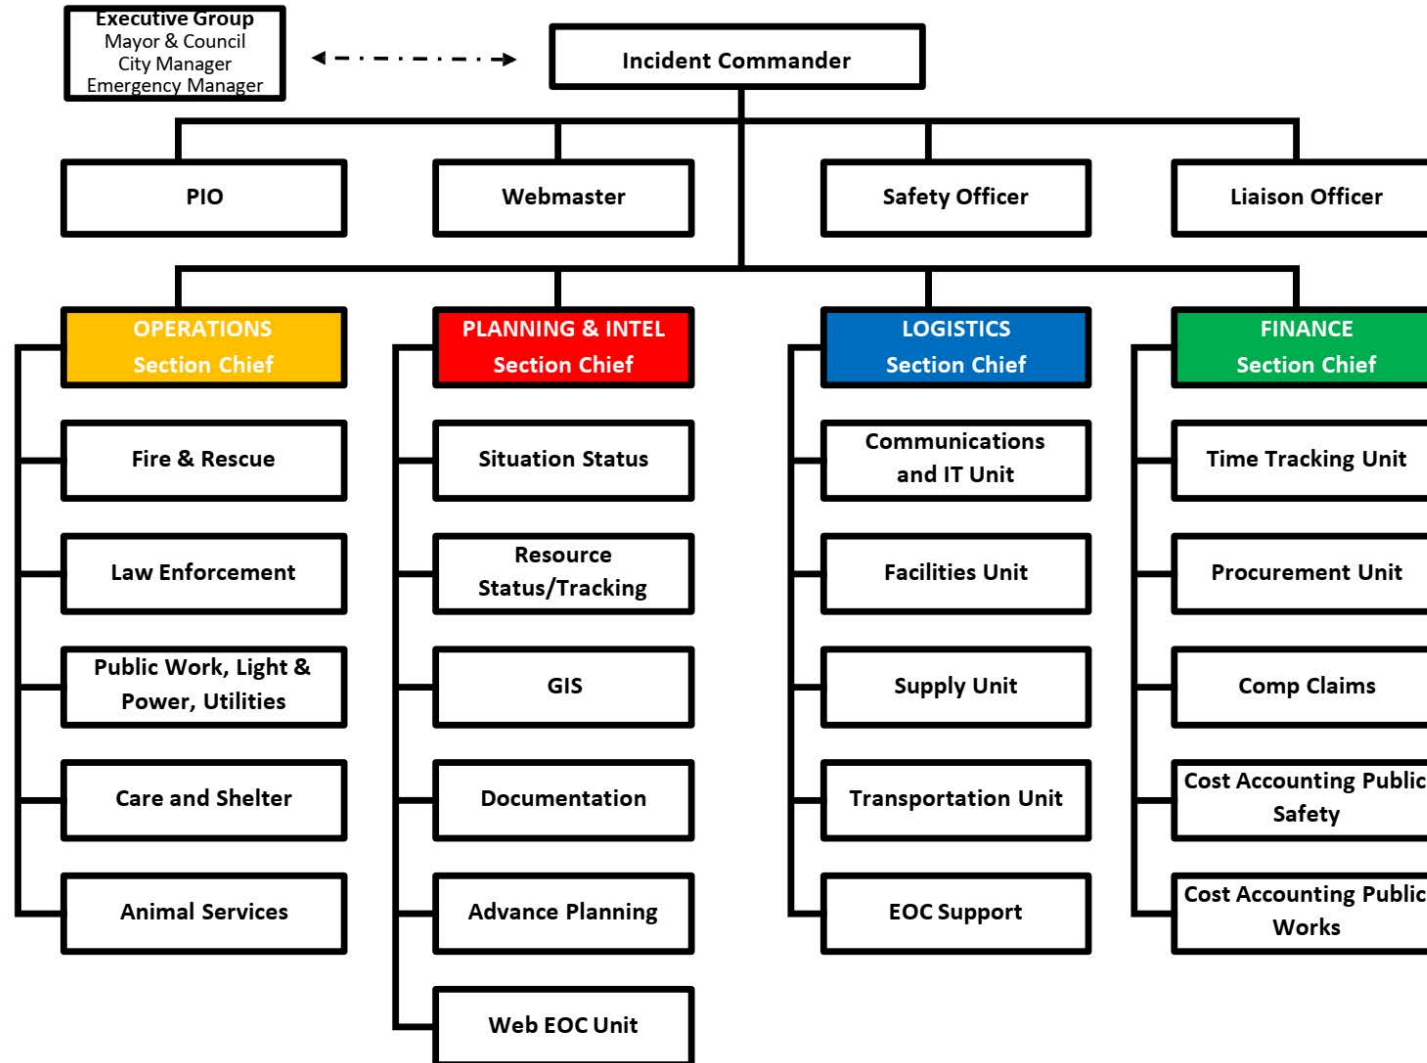 Executive Group
Mayor & Council
City Manager
Emergency Manager
Incident Commander
PIO
Webmaster
Safety Officer
Liaison Officer
OPERATIONS
Section Chief
PLANNING & INTEL
Section Chief
LOGISTICS
Section Chief
FINANCE
Section Chief
Fire & Rescue
Situation Status
Communications
and IT Unit
Time Tracking Unit
Law Enforcement
Resource
Status/Tracking
Facilities Unit
Procurement Unit
Public Work, Light &
Power, Utilities
GIS
Supply Unit
Comp Claims
Care and Shelter
Documentation
Transportation Unit
Cost Accounting Public
Safety
Animal Services
Advance Planning
EOC Support
Cost Accounting Public
Works
Web EOC Unit